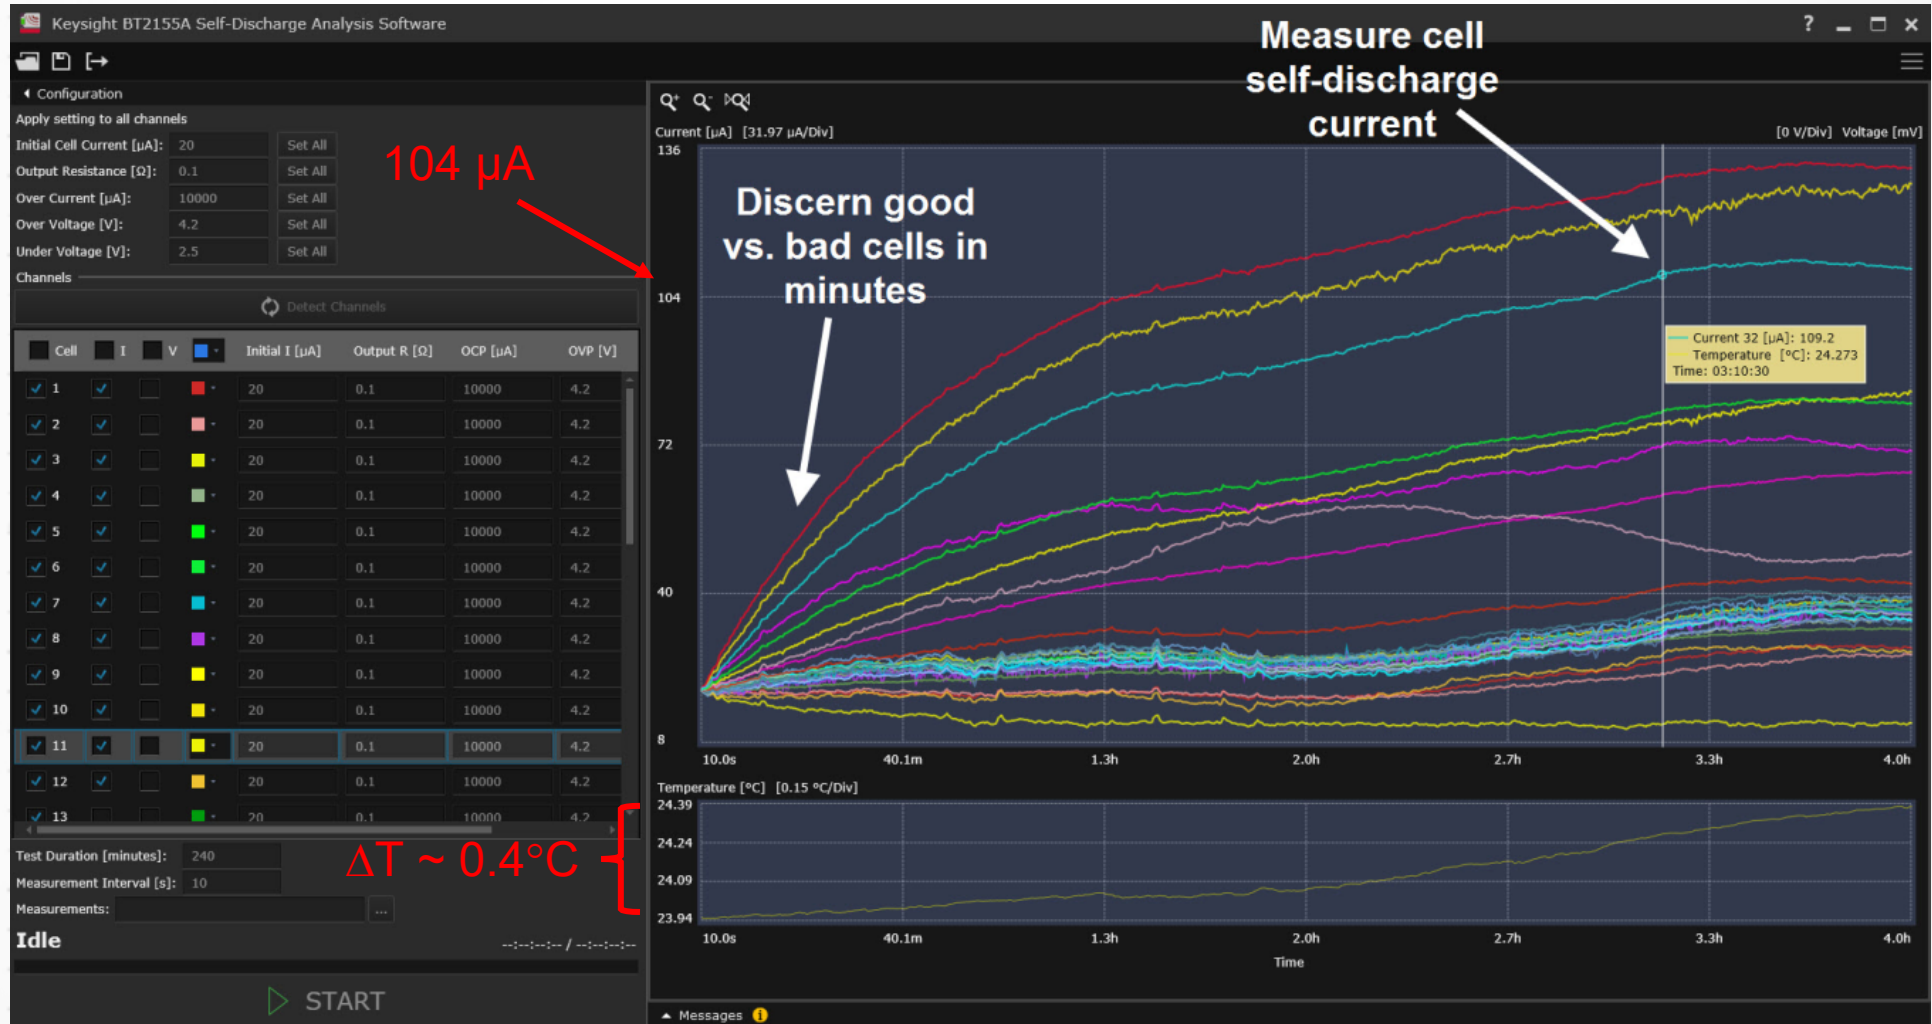 Keysight BT2155A Self-Discharge Analysis Software
?
Configuration
Apply setting to all channels
Initial Cell Current [µA]: 20 Set All
Output Resistance [Ω]: 0.1 Set All
Over Current [µA]: 10000 Set All
Over Voltage [V]: 4.2 Set All
Under Voltage [V]: 2.5 Set All
Channels
Detect Channels
Cell I V Initial I [µA] Output R [Ω] OCP [µA] OVP [V]
1 20 0.1 10000 4.2
2 20 0.1 10000 4.2
3 20 0.1 10000 4.2
4 20 0.1 10000 4.2
5 20 0.1 10000 4.2
6 20 0.1 10000 4.2
7 20 0.1 10000 4.2
8 20 0.1 10000 4.2
9 20 0.1 10000 4.2
10 20 0.1 10000 4.2
11 20 0.1 10000 4.2
12 20 0.1 10000 4.2
13 20 0.1 10000 4.2
Test Duration [minutes]: 240
Measurement Interval [s]: 10
Measurements: ...
Idle
--:--:--:-- / --:--:--:--
START
104 µA
ΔT ~ 0.4°C
Measure cell
self-discharge
current
Discern good
vs. bad cells in
minutes
Current [µA] [31.97 µA/Div]
[0 V/Div] Voltage [mV]
136
104
72
40
8
Current 32 [µA]: 109.2
Temperature [ºC]: 24.273
Time: 03:10:30
10.0s 40.1m 1.3h 2.0h 2.7h 3.3h 4.0h
Temperature [ºC] [0.15 ºC/Div]
24.39
24.24
24.09
23.94
10.0s 40.1m 1.3h 2.0h 2.7h 3.3h 4.0h
Time
Messages